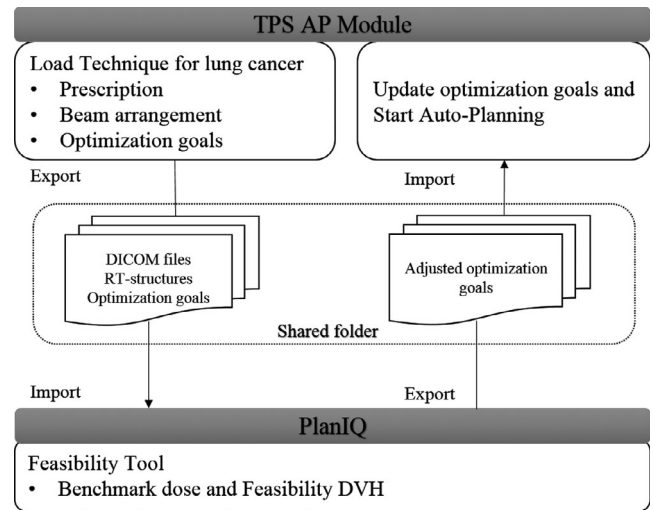 TPS AP Module
Load Technique for lung cancer
• Prescription
• Beam arrangement
• Optimization goals
Update optimization goals and
Start Auto-Planning
Export
Import
DICOM files
RT-structures
Optimization goals
Adjusted optimization
goals
Shared folder
Import
Export
PlanIQ
Feasibility Tool
• Benchmark dose and Feasibility DVH